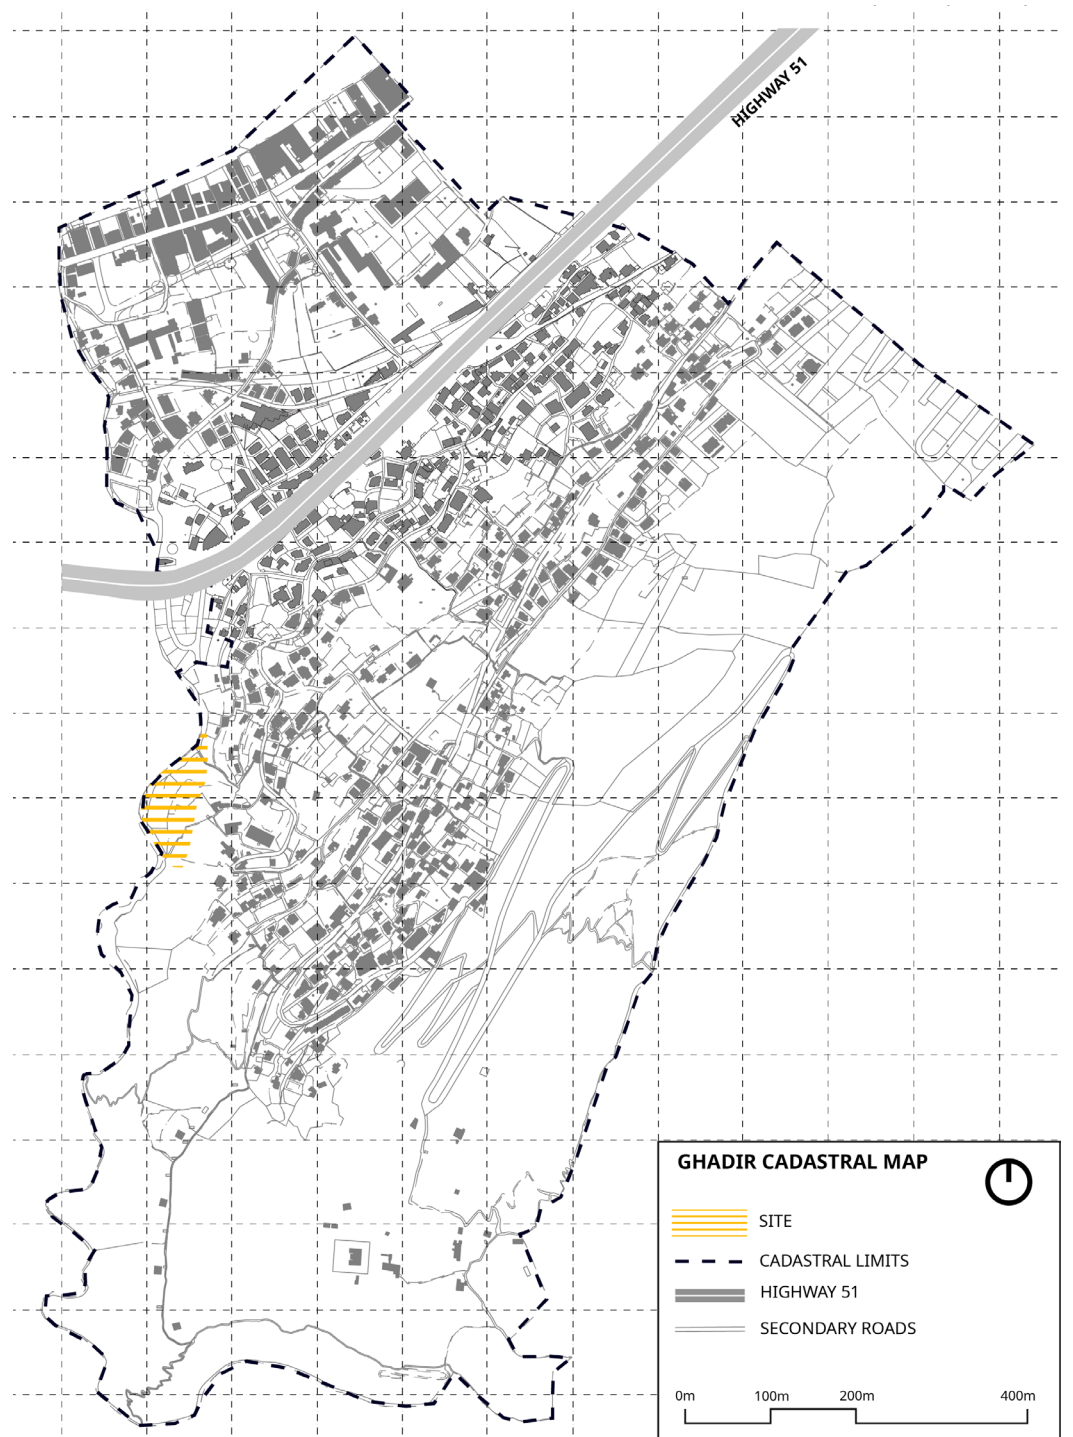 HIGHWAY 51
GHADIR CADASTRAL MAP
SITE
CADASTRAL LIMITS
HIGHWAY 51
SECONDARY ROADS
0m 100m 200m 400m